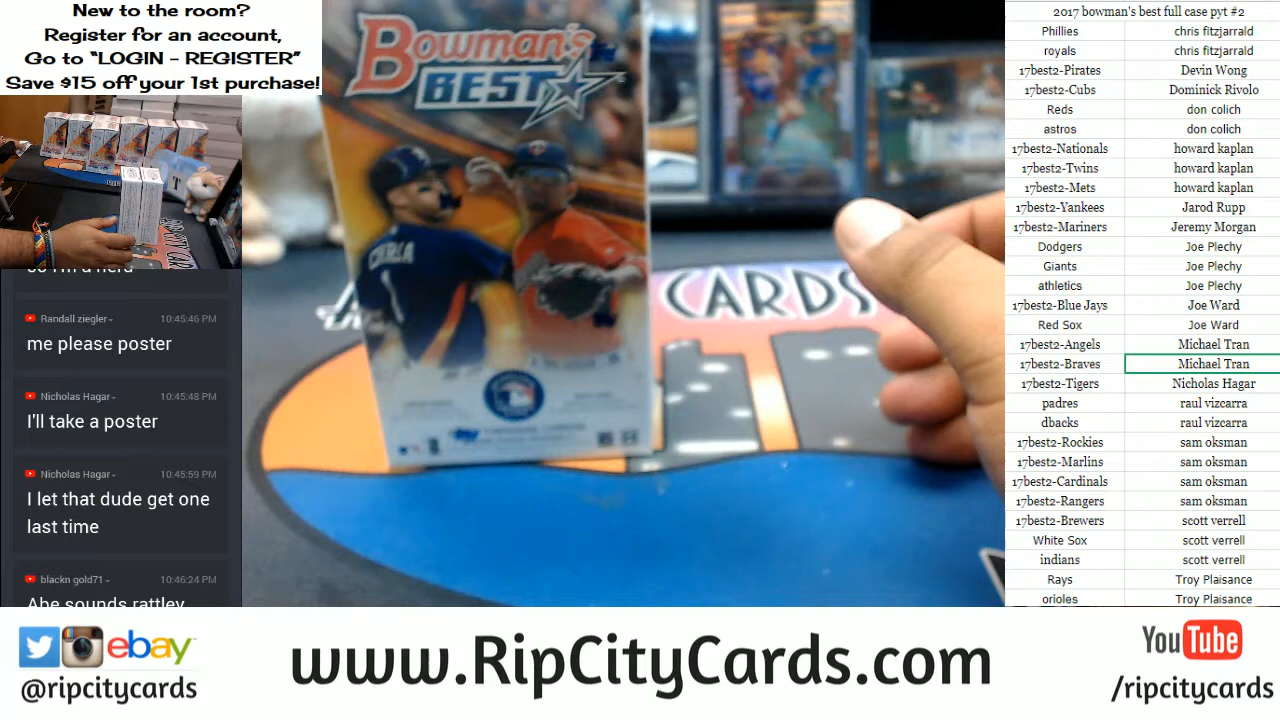 New to the room?
Register for an account,
Go to “LOGIN - REGISTER”
Save $15 off your 1st purchase!
Randall ziegler 10:45:46 PM
me please poster
Nicholas Hagar 10:45:48 PM
I'll take a poster
Nicholas Hagar 10:45:59 PM
I let that dude get one
last time
blackn gold71 10:46:24 PM
Abe sounds rattley
Bowman's
BEST
CORREA
1
CARDS
2017 bowman's best full case pyt #2
Phillies chris fitzjarrald
royals chris fitzjarrald
17best2-Pirates Devin Wong
17best2-Cubs Dominick Rivolo
Reds don colich
astros don colich
17best2-Nationals howard kaplan
17best2-Twins howard kaplan
17best2-Mets howard kaplan
17best2-Yankees Jarod Rupp
17best2-Mariners Jeremy Morgan
Dodgers Joe Plechy
Giants Joe Plechy
athletics Joe Plechy
17best2-Blue Jays Joe Ward
Red Sox Joe Ward
17best2-Angels Michael Tran
17best2-Braves Michael Tran
17best2-Tigers Nicholas Hagar
padres raul vizcarra
dbacks raul vizcarra
17best2-Rockies sam oksman
17best2-Marlins sam oksman
17best2-Cardinals sam oksman
17best2-Rangers sam oksman
17best2-Brewers scott verrell
White Sox scott verrell
indians scott verrell
Rays Troy Plaisance
orioles Troy Plaisance
ebay
@ripcitycards
www.RipCityCards.com
YouTube
/ripcitycards